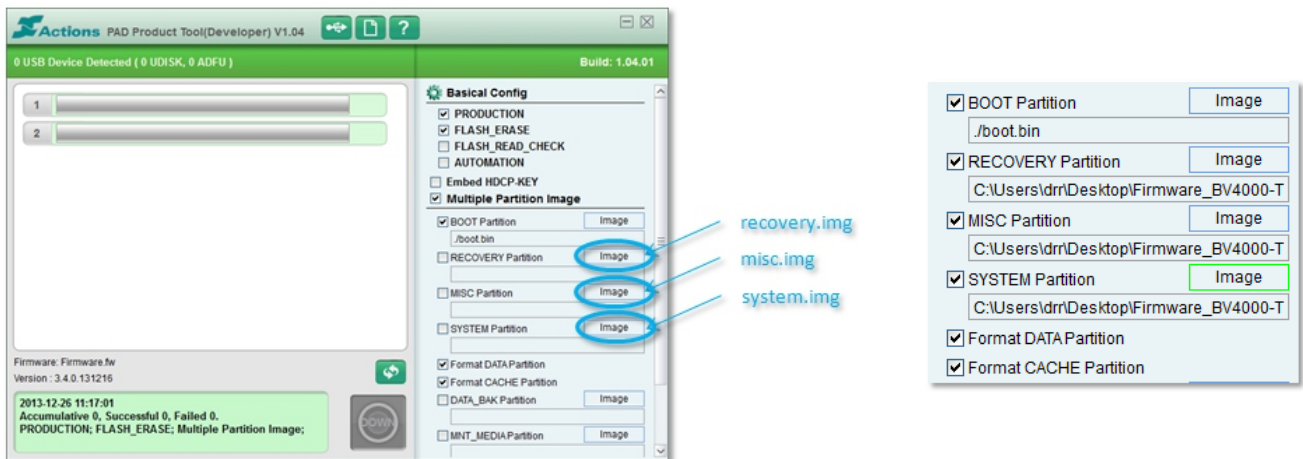 Actions PAD Product Tool(Developer) V1.04
?
0 USB Device Detected ( 0 UDISK, 0 ADFU )
Build: 1.04.01
1
2
Firmware: Firmware.fw
Version : 3.4.0.131216
2013-12-26 11:17:01
Accumulative 0, Successful 0, Failed 0.
PRODUCTION; FLASH_ERASE; Multiple Partition Image;
DOWN
Basical Config
PRODUCTION
FLASH_ERASE
FLASH_READ_CHECK
AUTOMATION
Embed HDCP-KEY
Multiple Partition Image
BOOT Partition Image
./boot.bin
RECOVERY Partition Image
MISC Partition Image
SYSTEM Partition Image
Format DATA Partition
Format CACHE Partition
DATA_BAK Partition Image
MNT_MEDIA Partition Image
recovery.img
misc.img
system.img
BOOT Partition Image
./boot.bin
RECOVERY Partition Image
C:\Users\drr\Desktop\Firmware_BV4000-T
MISC Partition Image
C:\Users\drr\Desktop\Firmware_BV4000-T
SYSTEM Partition Image
C:\Users\drr\Desktop\Firmware_BV4000-T
Format DATA Partition
Format CACHE Partition